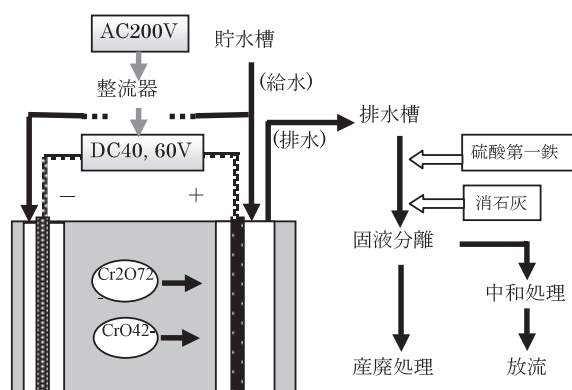 AC200V
貯水槽
整流器
(給水)
排水槽
(排水)
DC40, 60V
硫酸第一鉄
− +
消石灰
固液分離
Cr2O72
-
中和処理
CrO42-
産廃処理
放流